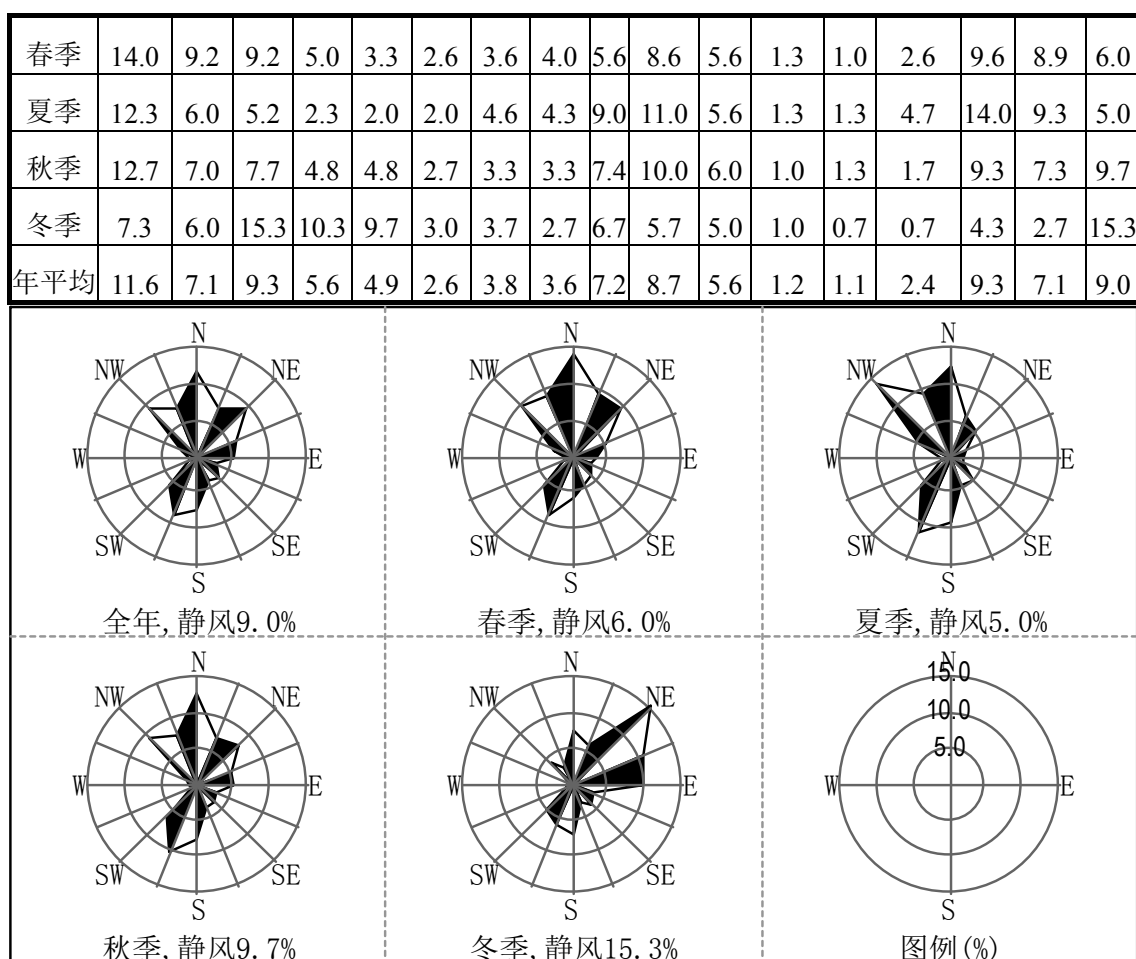 春季 14.0 9.2 9.2 5.0 3.3 2.6 3.6 4.0 5.6 8.6 5.6 1.3 1.0 2.6 9.6 8.9 6.0
夏季 12.3 6.0 5.2 2.3 2.0 2.0 4.6 4.3 9.0 11.0 5.6 1.3 1.3 4.7 14.0 9.3 5.0
秋季 12.7 7.0 7.7 4.8 4.8 2.7 3.3 3.3 7.4 10.0 6.0 1.0 1.3 1.7 9.3 7.3 9.7
冬季 7.3 6.0 15.3 10.3 9.7 3.0 3.7 2.7 6.7 5.7 5.0 1.0 0.7 0.7 4.3 2.7 15.3
年平均 11.6 7.1 9.3 5.6 4.9 2.6 3.8 3.6 7.2 8.7 5.6 1.2 1.1 2.4 9.3 7.1 9.0
N
NW NE
W E
SW SE
S
全年,静风9.0%
N
NW NE
W E
SW SE
S
春季,静风6.0%
N
NW NE
W E
SW SE
S
夏季,静风5.0%
N
NW NE
W E
SW SE
S
秋季,静风9.7%
N
NW NE
W E
SW SE
S
冬季,静风15.3%
N
15.0
10.0
5.0
W E
S
图例(%)